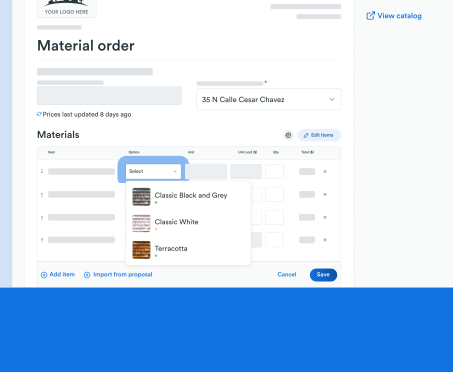 YOUR LOGO HERE
View catalog
Material order
35 N Calle Cesar Chavez
Prices last updated 8 days ago
Materials
Edit items
Item Option Unit Unit cost ($) Qty Total ($)
Select
Classic Black and Grey
Classic White
Terracotta
Add item Import from proposal Cancel Save